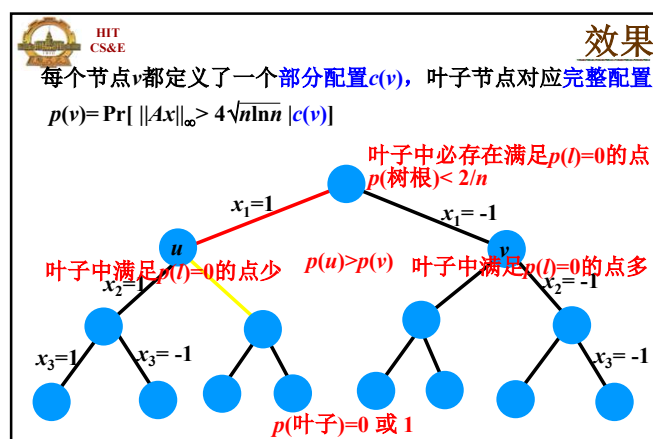 HIT
CS&E
效果
每个节点v都定义了一个部分配置c(v)，叶子节点对应完整配置
p(v)= Pr[ ||Ax||∞> 4√nlnn |c(v)]
叶子中必存在满足p(l)=0的点
p(树根)< 2/n
x₁=1
x₁= -1
u
v
叶子中满足p(l)=0的点少
p(u)>p(v)
叶子中满足p(l)=0的点多
x₂=1
x₂= -1
x₃=1
x₃= -1
x₃= -1
p(叶子)=0 或 1